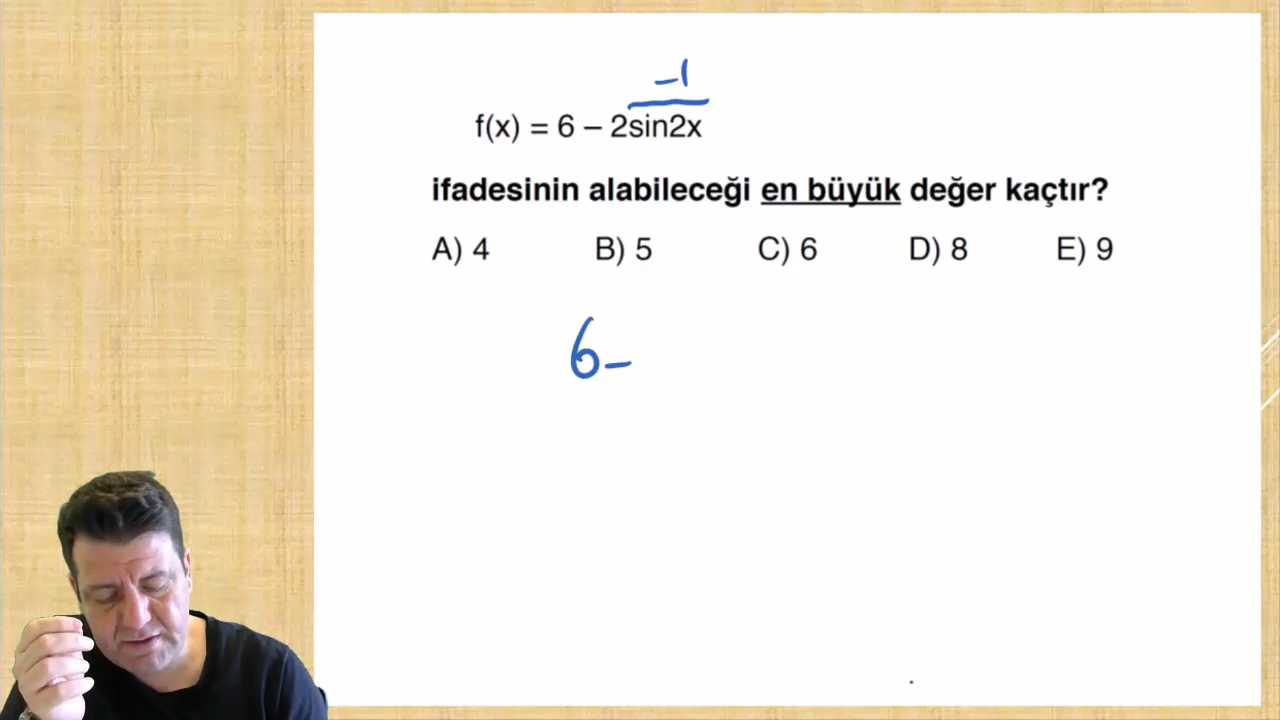 –1
f(x) = 6 – 2sin2x
ifadesinin alabileceği en büyük değer kaçtır?
A) 4 B) 5 C) 6 D) 8 E) 9
6–